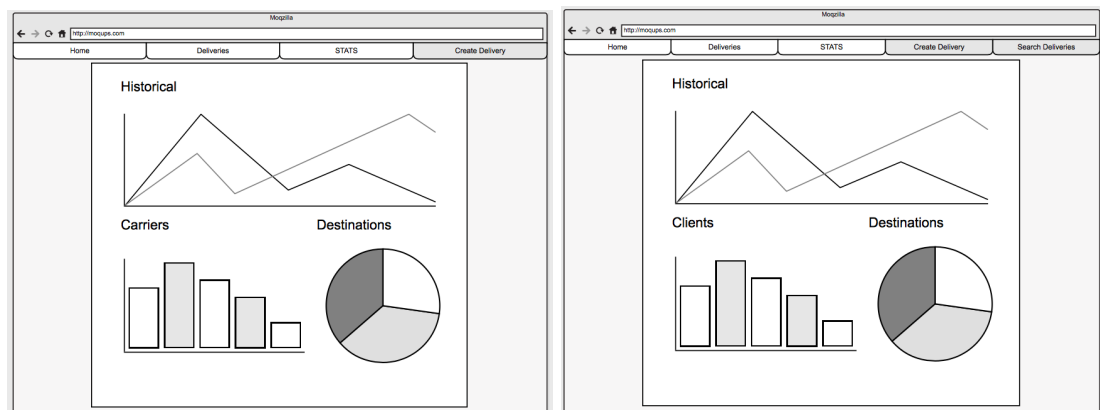 Moqzilla
http://moqups.com
Home Deliveries STATS Create Delivery
Historical
Carriers Destinations
Moqzilla
http://moqups.com
Home Deliveries STATS Create Delivery Search Deliveries
Historical
Clients Destinations